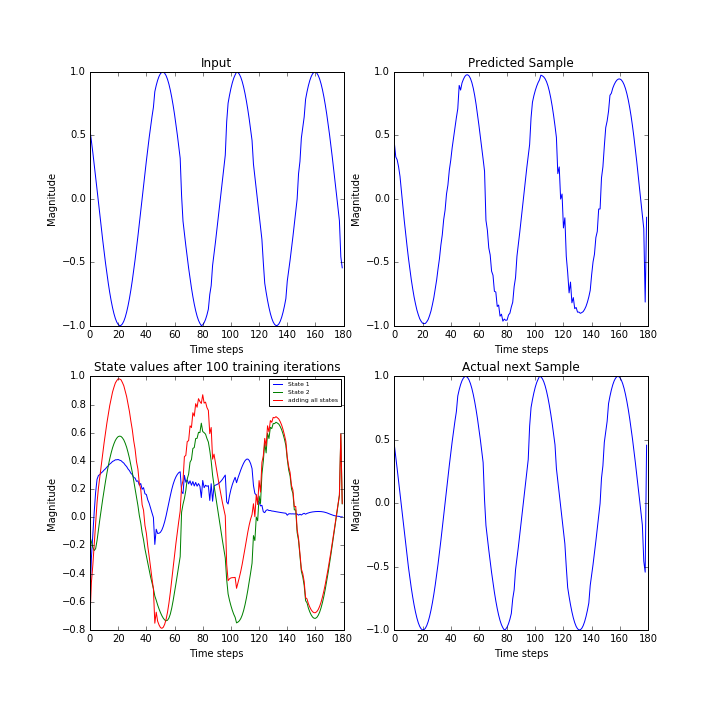 Input
Magnitude
1.0
0.5
0.0
−0.5
−1.0
0 20 40 60 80 100 120 140 160 180
Time steps
Predicted Sample
Magnitude
1.0
0.5
0.0
−0.5
−1.0
0 20 40 60 80 100 120 140 160 180
Time steps
State values after 100 training iterations
Magnitude
1.0
0.8
0.6
0.4
0.2
0.0
−0.2
−0.4
−0.6
−0.8
State 1
State 2
adding all states
0 20 40 60 80 100 120 140 160 180
Time steps
Actual next Sample
Magnitude
1.0
0.5
0.0
−0.5
−1.0
0 20 40 60 80 100 120 140 160 180
Time steps